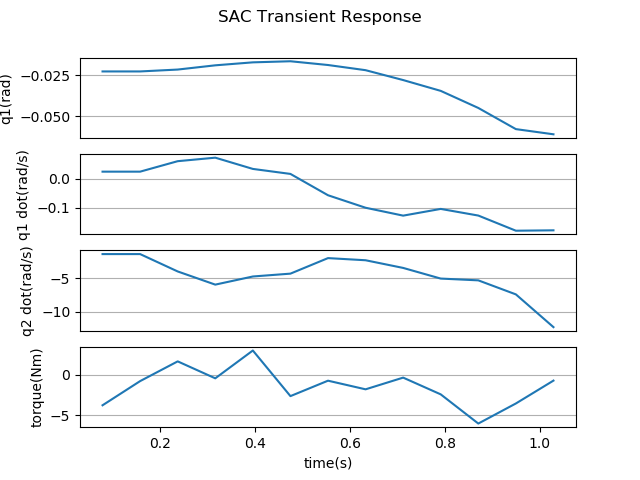 SAC Transient Response
q1(rad)
−0.025
−0.050
q1 dot(rad/s)
0.0
−0.1
q2 dot(rad/s)
−5
−10
torque(Nm)
0
−5
0.2 0.4 0.6 0.8 1.0
time(s)